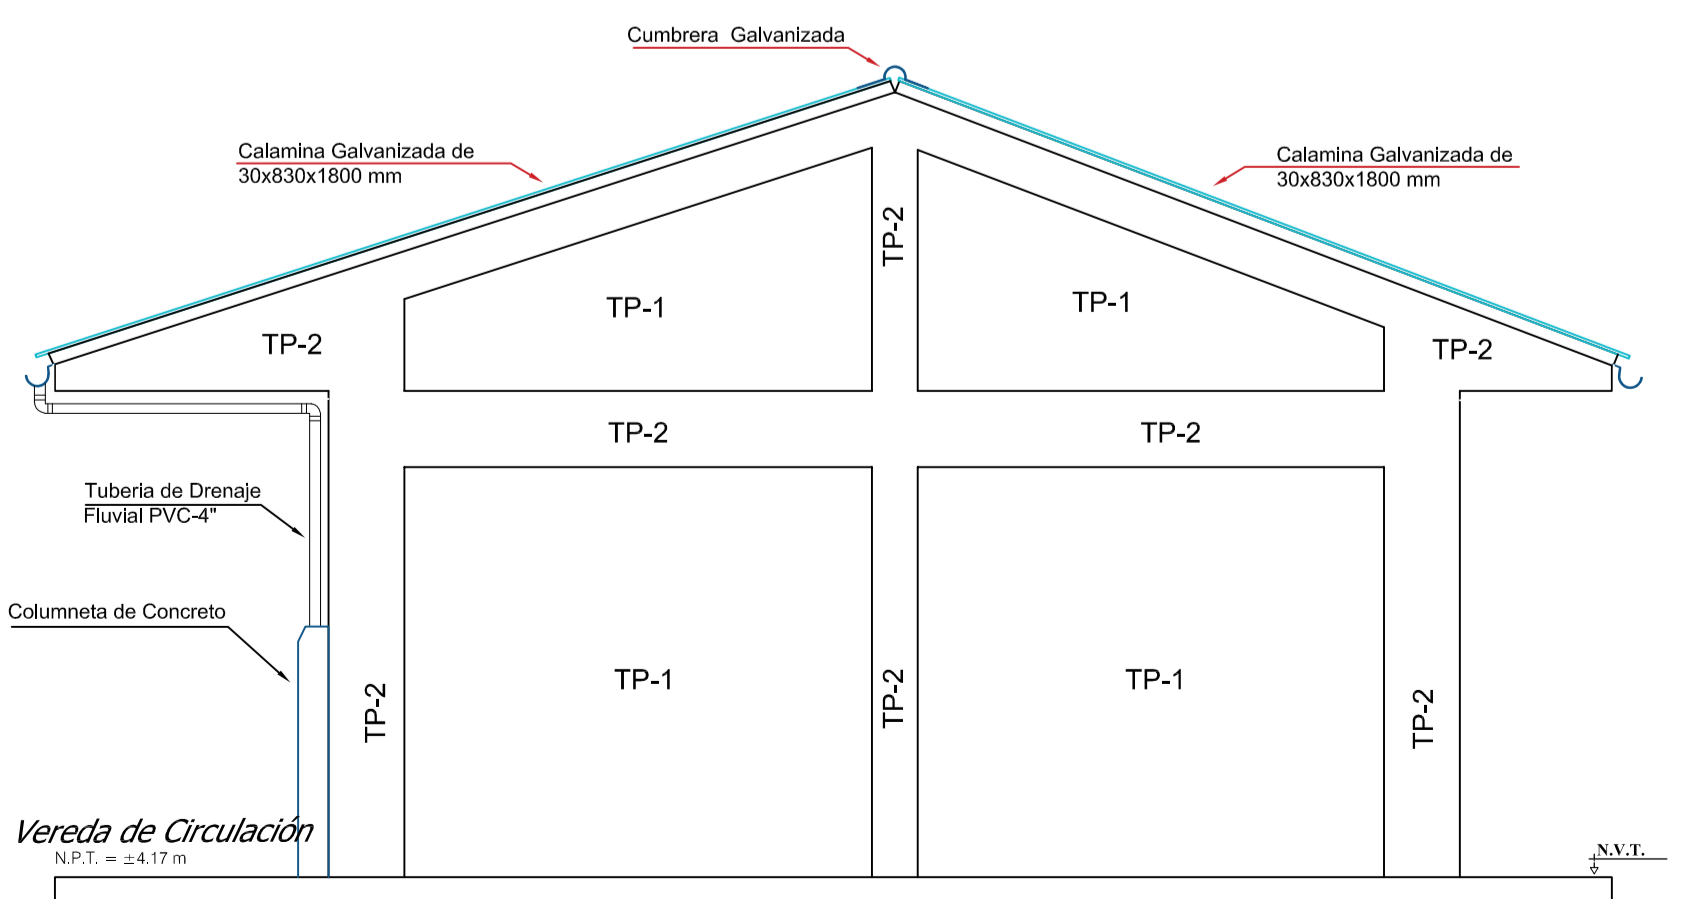 Cumbrera Galvanizada
Calamina Galvanizada de
30x830x1800 mm
Calamina Galvanizada de
30x830x1800 mm
TP-2
TP-1
TP-1
TP-2
TP-2
TP-2
TP-2
Tuberia de Drenaje
Fluvial PVC-4"
Columneta de Concreto
TP-2
TP-1
TP-2
TP-1
TP-2
Vereda de Circulación
N.P.T. = ±4.17 m
N.V.T.